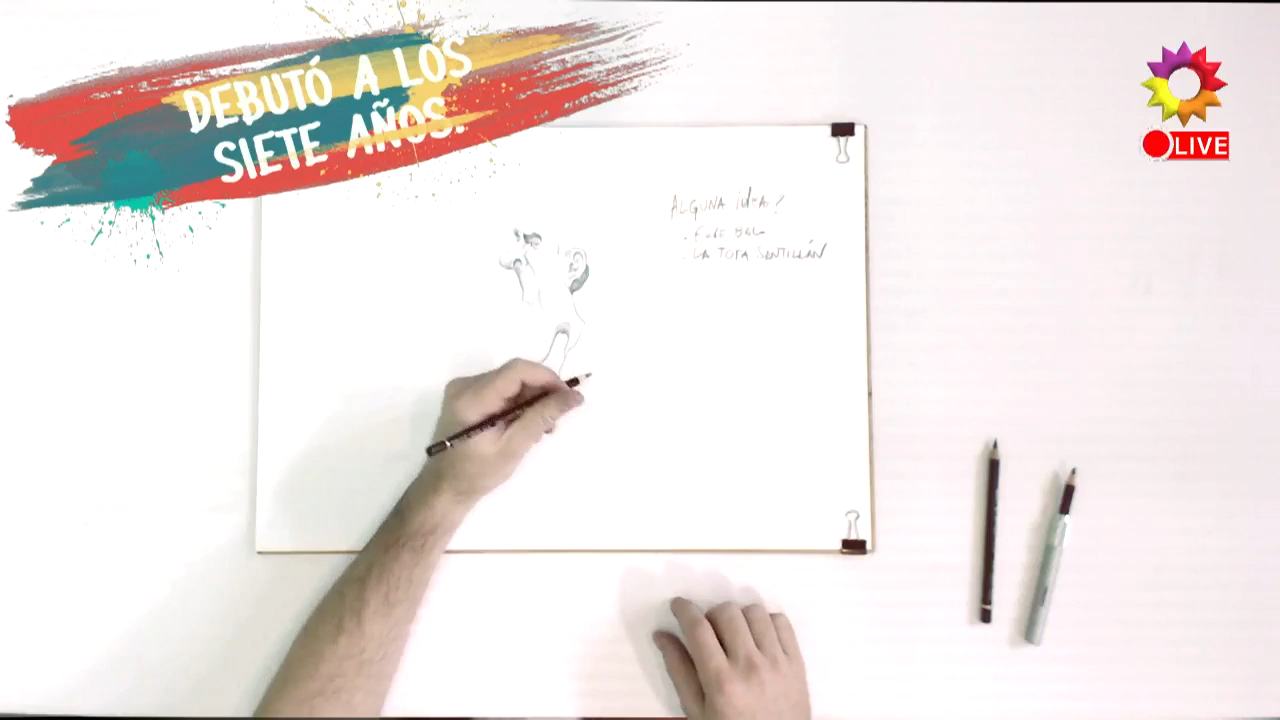 DEBUTÓ A LOS
SIETE AÑOS.
LIVE
ALGUNA IDEA?
LA TOTA SANTILLÁN